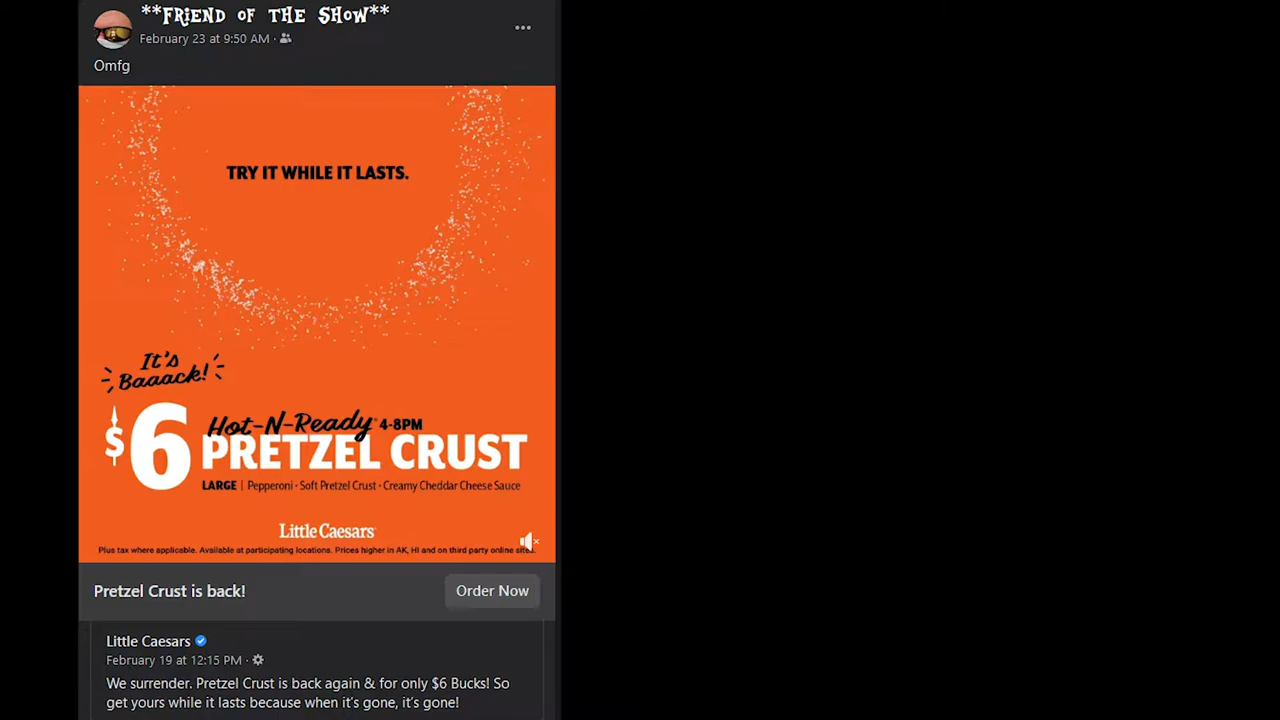 **Friend of the Show**
February 23 at 9:50 AM ·
Omfg
TRY IT WHILE IT LASTS.
It's
Baaack!
$6 Hot-N-Ready® 4-8PM
PRETZEL CRUST
LARGE | Pepperoni · Soft Pretzel Crust · Creamy Cheddar Cheese Sauce
Little Caesars
Plus tax where applicable. Available at participating locations. Prices higher in AK, HI and on third party online sites.
Pretzel Crust is back!
Order Now
Little Caesars
February 19 at 12:15 PM ·
We surrender. Pretzel Crust is back again & for only $6 Bucks! So
get yours while it lasts because when it's gone, it's gone!